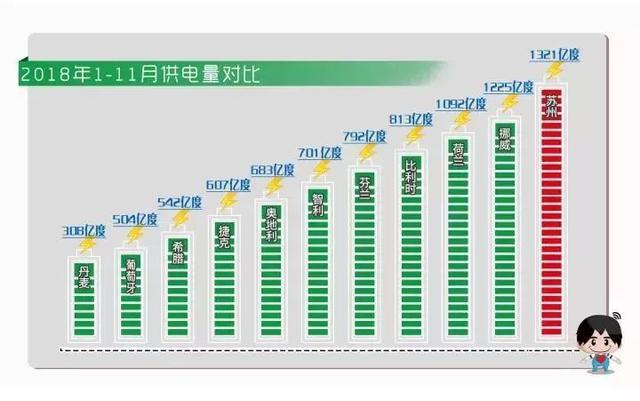 2018年1-11月供电量对比
308亿度
504亿度
542亿度
607亿度
683亿度
701亿度
792亿度
813亿度
1092亿度
1225亿度
1321亿度
丹麦
葡萄牙
希腊
捷克
奥地利
智利
芬兰
比利时
荷兰
挪威
苏州